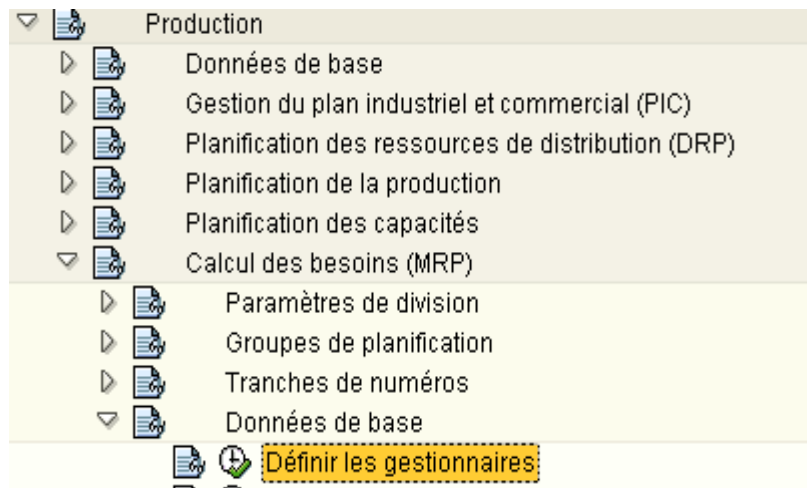 Production
Données de base
Gestion du plan industriel et commercial (PIC)
Planification des ressources de distribution (DRP)
Planification de la production
Planification des capacités
Calcul des besoins (MRP)
Paramètres de division
Groupes de planification
Tranches de numéros
Données de base
Définir les gestionnaires